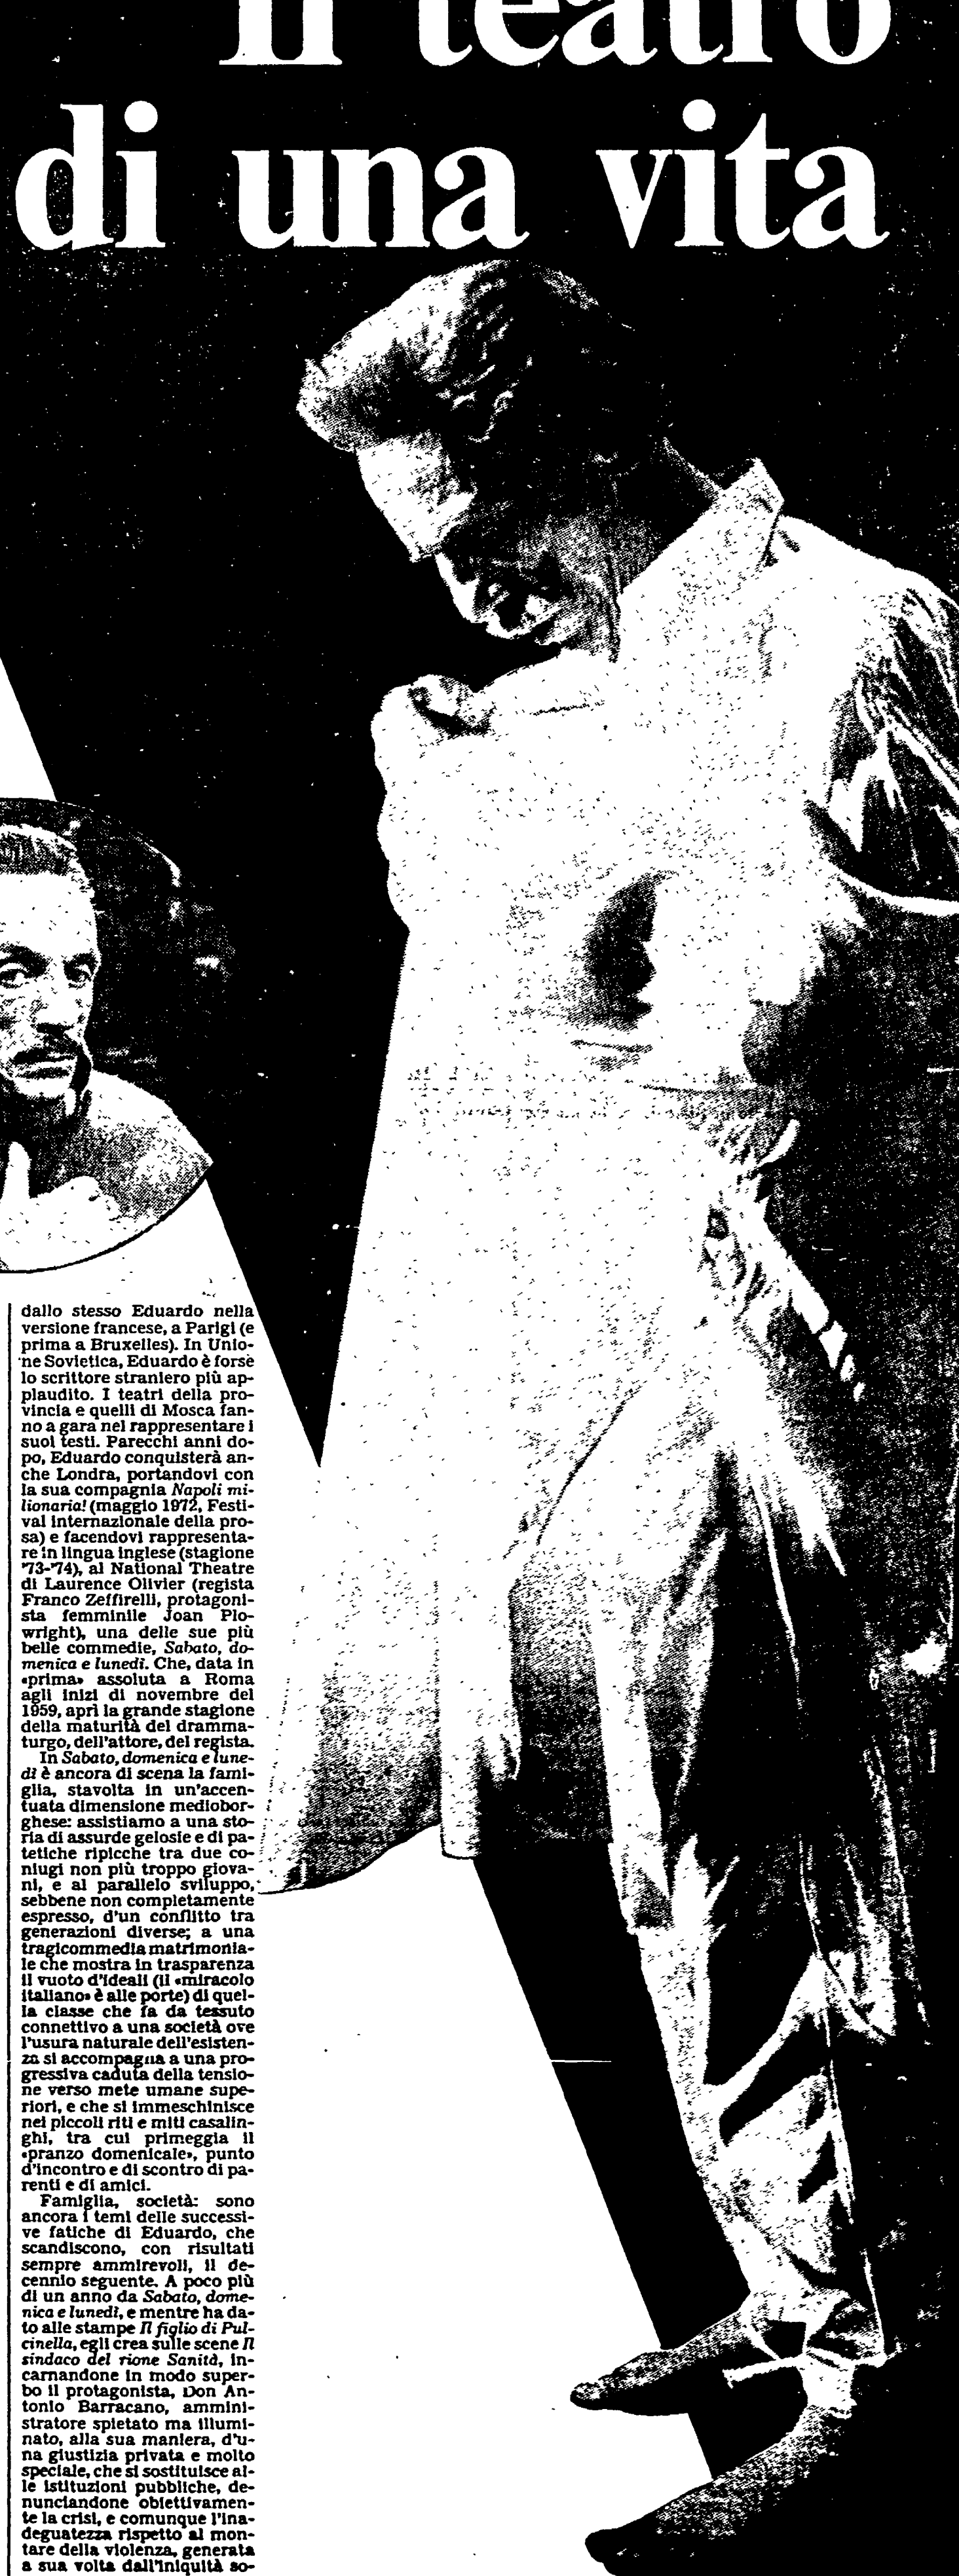 Il teatro
di una vita
dallo stesso Eduardo nella
versione francese, a Parigi (e
prima a Bruxelles). In Unio-
ne Sovietica, Eduardo è forse
lo scrittore straniero più ap-
plaudito. I teatri della pro-
vincia e quelli di Mosca fan-
no a gara nel rappresentare i
suoi testi. Parecchi anni do-
po, Eduardo conquisterà an-
che Londra, portandovi con
la sua compagnia Napoli mi-
lionaria! (maggio 1972, Festi-
val internazionale della pro-
sa) e facendovi rappresenta-
re in lingua inglese (stagione
'73-'74), al National Theatre
di Laurence Olivier (regista
Franco Zeffirelli, protagoni-
sta femminile Joan Plo-
wright), una delle sue più
belle commedie, Sabato, do-
menica e lunedì. Che, data in
«prima» assoluta a Roma
agli inizi di novembre del
1959, aprì la grande stagione
della maturità del dramma-
turgo, dell'attore, del regista.
In Sabato, domenica e lune-
dì è ancora di scena la fami-
glia, stavolta in un'accen-
tuata dimensione medioborr-
ghese: assistiamo a una sto-
ria di assurde gelosie e di pa-
tetiche ripicche tra due co-
niugi non più troppo giova-
ni, e al parallelo sviluppo,
sebbene non completamente
espresso, d'un conflitto tra
generazioni diverse; a una
tragicommedia matrimonia-
le che mostra in trasparenza
il vuoto d'ideali (il «miracolo
italiano» è alle porte) di quel-
la classe che fa da tessuto
connettivo a una società ove
l'usura naturale dell'esisten-
za si accompagna a una pro-
gressiva caduta della tensio-
ne verso mete umane supe-
riori, e che si immeschinisce
nei piccoli riti e miti casalin-
ghi, tra cui primeggia il
«pranzo domenicale», punto
d'incontro e di scontro di pa-
renti e di amici.
Famiglia, società: sono
ancora i temi delle successi-
ve fatiche di Eduardo, che
scandiscono, con risultati
sempre ammirevoli, il de-
cennio seguente. A poco più
di un anno da Sabato, dome-
nica e lunedì, e mentre ha da-
to alle stampe Il figlio di Pul-
cinella, egli crea sulle scene Il
sindaco del rione Sanità, in-
carnandone in modo super-
bo il protagonista, Don An-
tonio Barracano, ammini-
stratore spietato ma illumi-
nato, alla sua maniera, d'u-
na giustizia privata e molto
speciale, che si sostituisce al-
le istituzioni pubbliche, de-
nunciandone obiettivamen-
te la crisi, e comunque l'ina-
deguatezza rispetto al mon-
tare della violenza, generata
a sua volta dall'iniquità so-